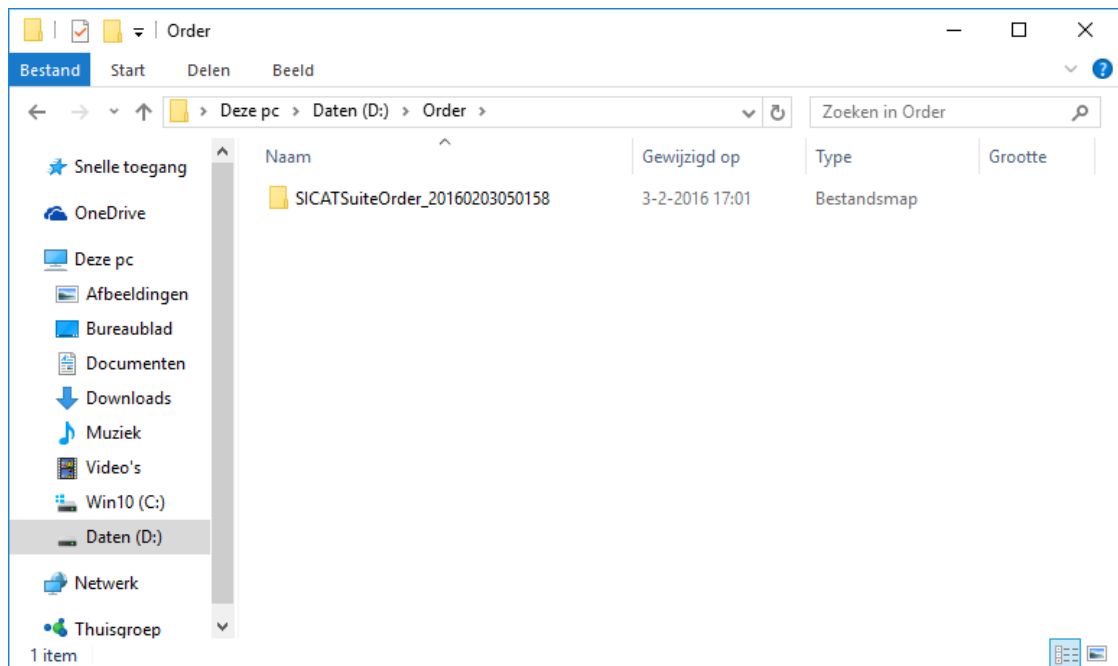 Order
Bestand Start Delen Beeld
Deze pc Daten (D:) Order
Zoeken in Order
Snelle toegang
OneDrive
Deze pc
Afbeeldingen
Bureaublad
Documenten
Downloads
Muziek
Video's
Win10 (C:)
Daten (D:)
Netwerk
Thuisgroep
Naam Gewijzigd op Type Grootte
SICATSuiteOrder_20160203050158 3-2-2016 17:01 Bestandsmap
1 item